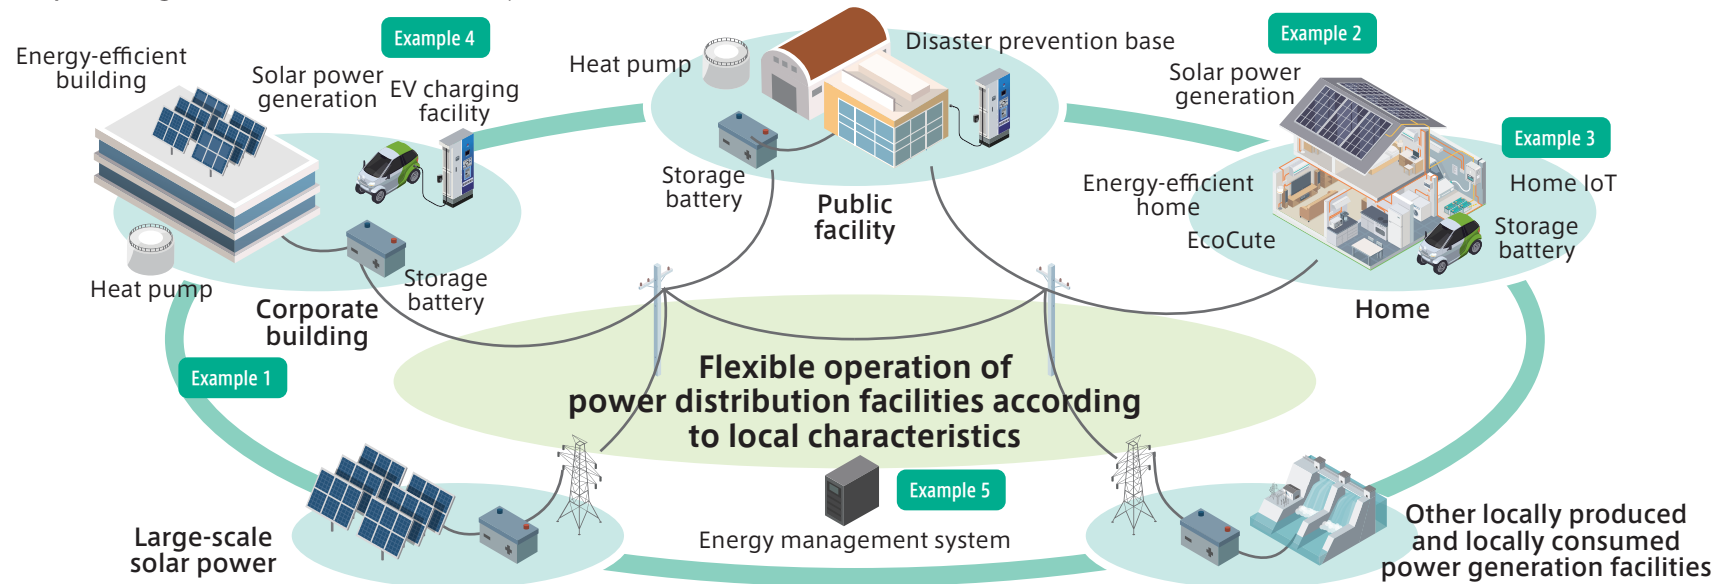 Example 4
Energy-efficient
building
Solar power
generation
EV charging
facility
Heat pump
Storage
battery
Corporate
building
Heat pump
Disaster prevention base
Storage
battery
Public
facility
Example 2
Solar power
generation
Example 3
Energy-efficient
home
Home IoT
EcoCute
Storage
battery
Home
Example 1
Flexible operation of
power distribution facilities according
to local characteristics
Large-scale
solar power
Example 5
Energy management system
Other locally produced
and locally consumed
power generation facilities